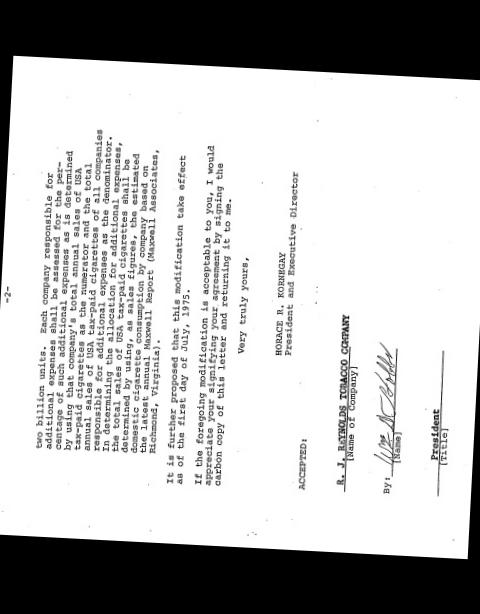 -2-
two billion units. Each company responsible for
additional expenses shall be assessed for the per-
centage of such additional expenses as is determined
by using that company's total annual sales of USA
tax-paid cigarettes as the numerator and the total
annual sales of USA tax-paid cigarettes of all companies
responsible for additional expenses as the denominator.
In determining the allocation for additional expenses,
the total sales of USA tax-paid cigarettes shall be
determined by using, as sales figures, the estimated
domestic cigarette consumption by company based on
the latest annual Maxwell Report (Maxwell Associates,
Richmond, Virginia).
It is further proposed that this modification take effect
as of the first day of July, 1975.
If the foregoing modification is acceptable to you, I would
appreciate your signifying your agreement by signing the
carbon copy of this letter and returning it to me.
Very truly yours,
HORACE R. KORNEGAY
President and Executive Director
ACCEPTED:
R. J. REYNOLDS TOBACCO COMPANY
[Name of Company]
By:
[Name]
President
[Title]